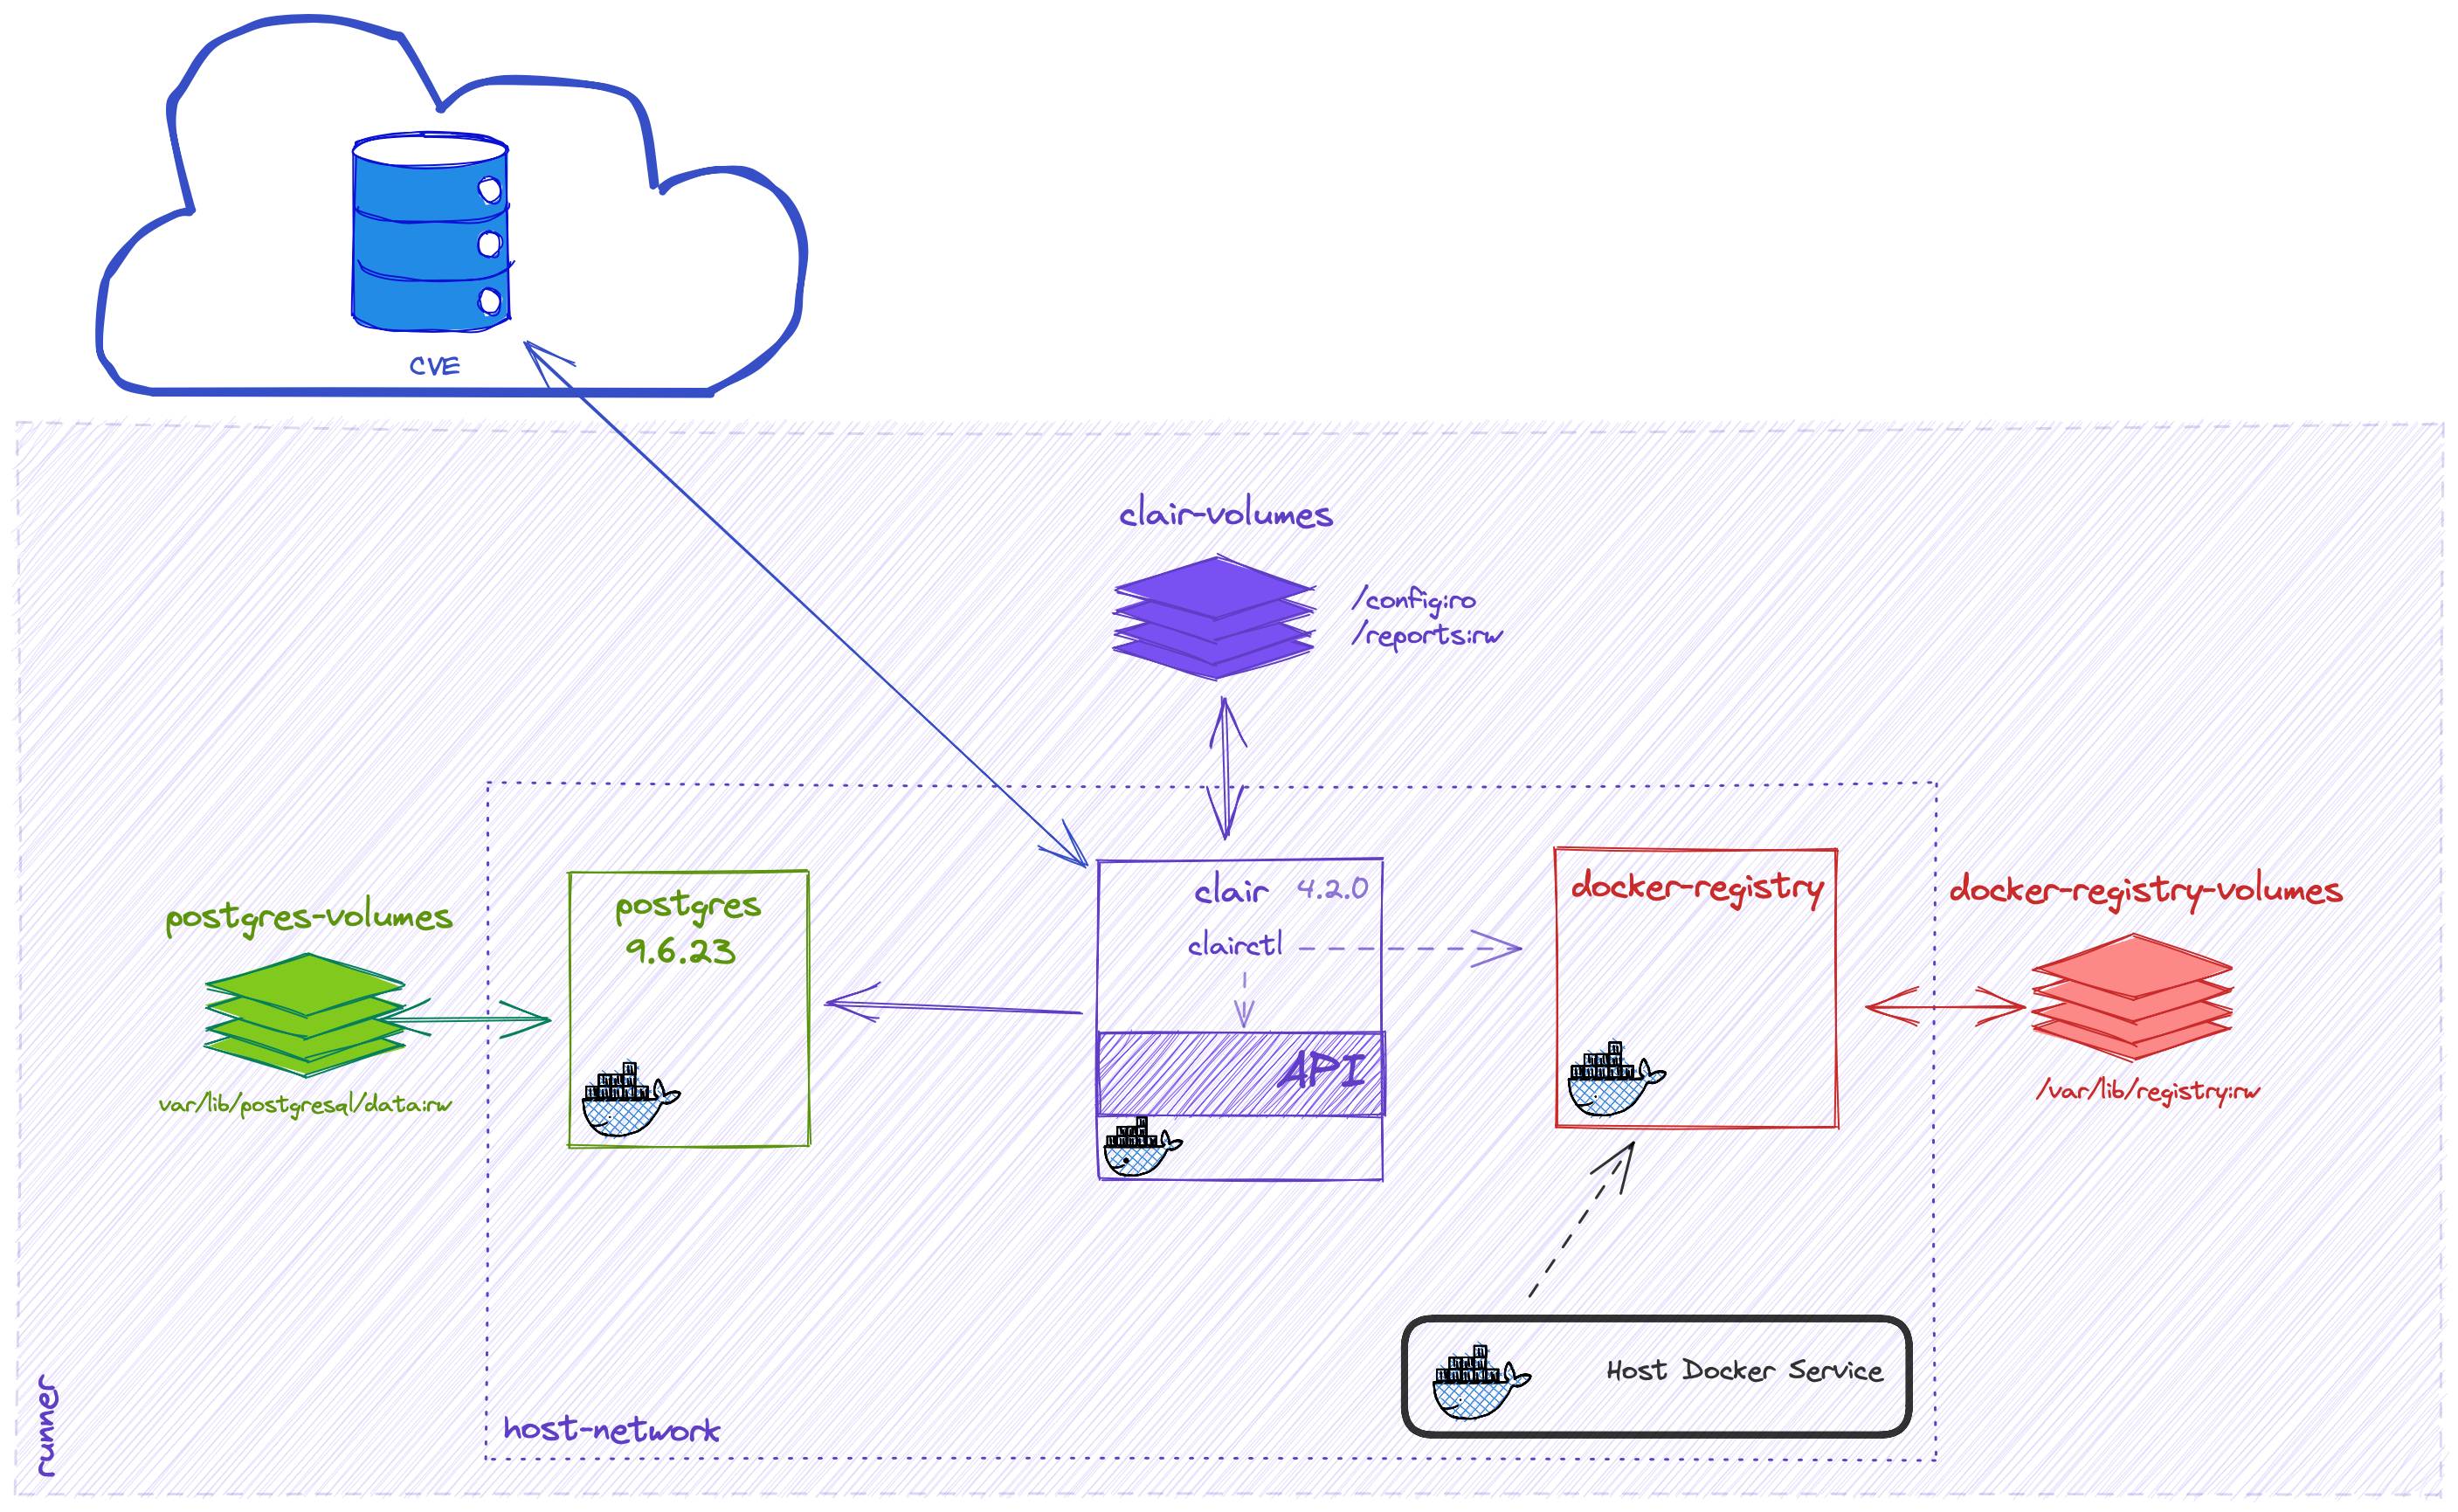 CVE
clair-volumes
/config:ro
/reports:rw
postgres-volumes
var/lib/postgresql/data:rw
postgres
9.6.23
clair 4.2.0
clairctl
API
docker-registry
docker-registry-volumes
/var/lib/registry:rw
Host Docker Service
host-network
runner